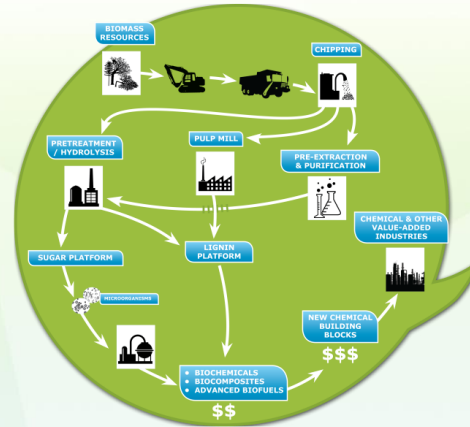 BIOMASS
RESOURCES
CHIPPING
PRETREATMENT
/ HYDROLYSIS
PULP MILL
PRE-EXTRACTION
& PURIFICATION
CHEMICAL & OTHER
VALUE-ADDED
INDUSTRIES
SUGAR PLATFORM
LIGNIN
PLATFORM
MICROORGANISMS
NEW CHEMICAL
BUILDING
BLOCKS
$$$
• BIOCHEMICALS
• BIOCOMPOSITES
• ADVANCED BIOFUELS
$$